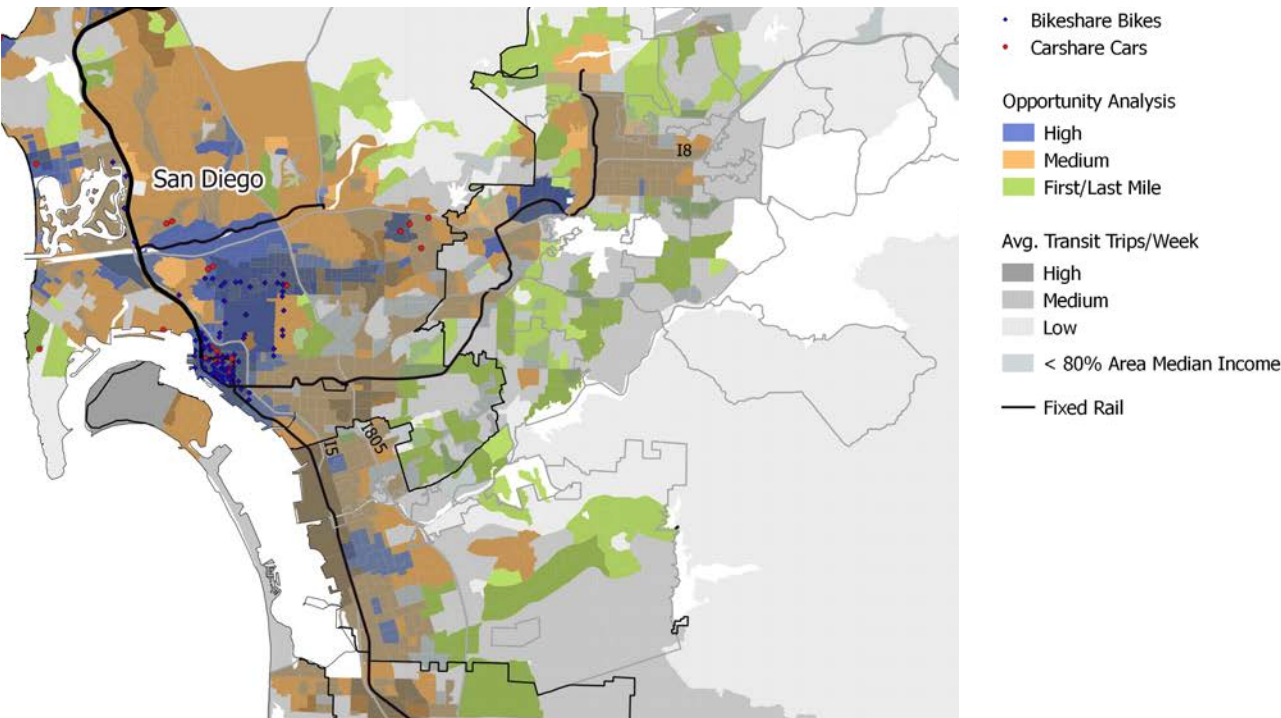 San Diego
I8
I5
I805
Bikeshare Bikes
Carshare Cars
Opportunity Analysis
High
Medium
First/Last Mile
Avg. Transit Trips/Week
High
Medium
Low
< 80% Area Median Income
Fixed Rail